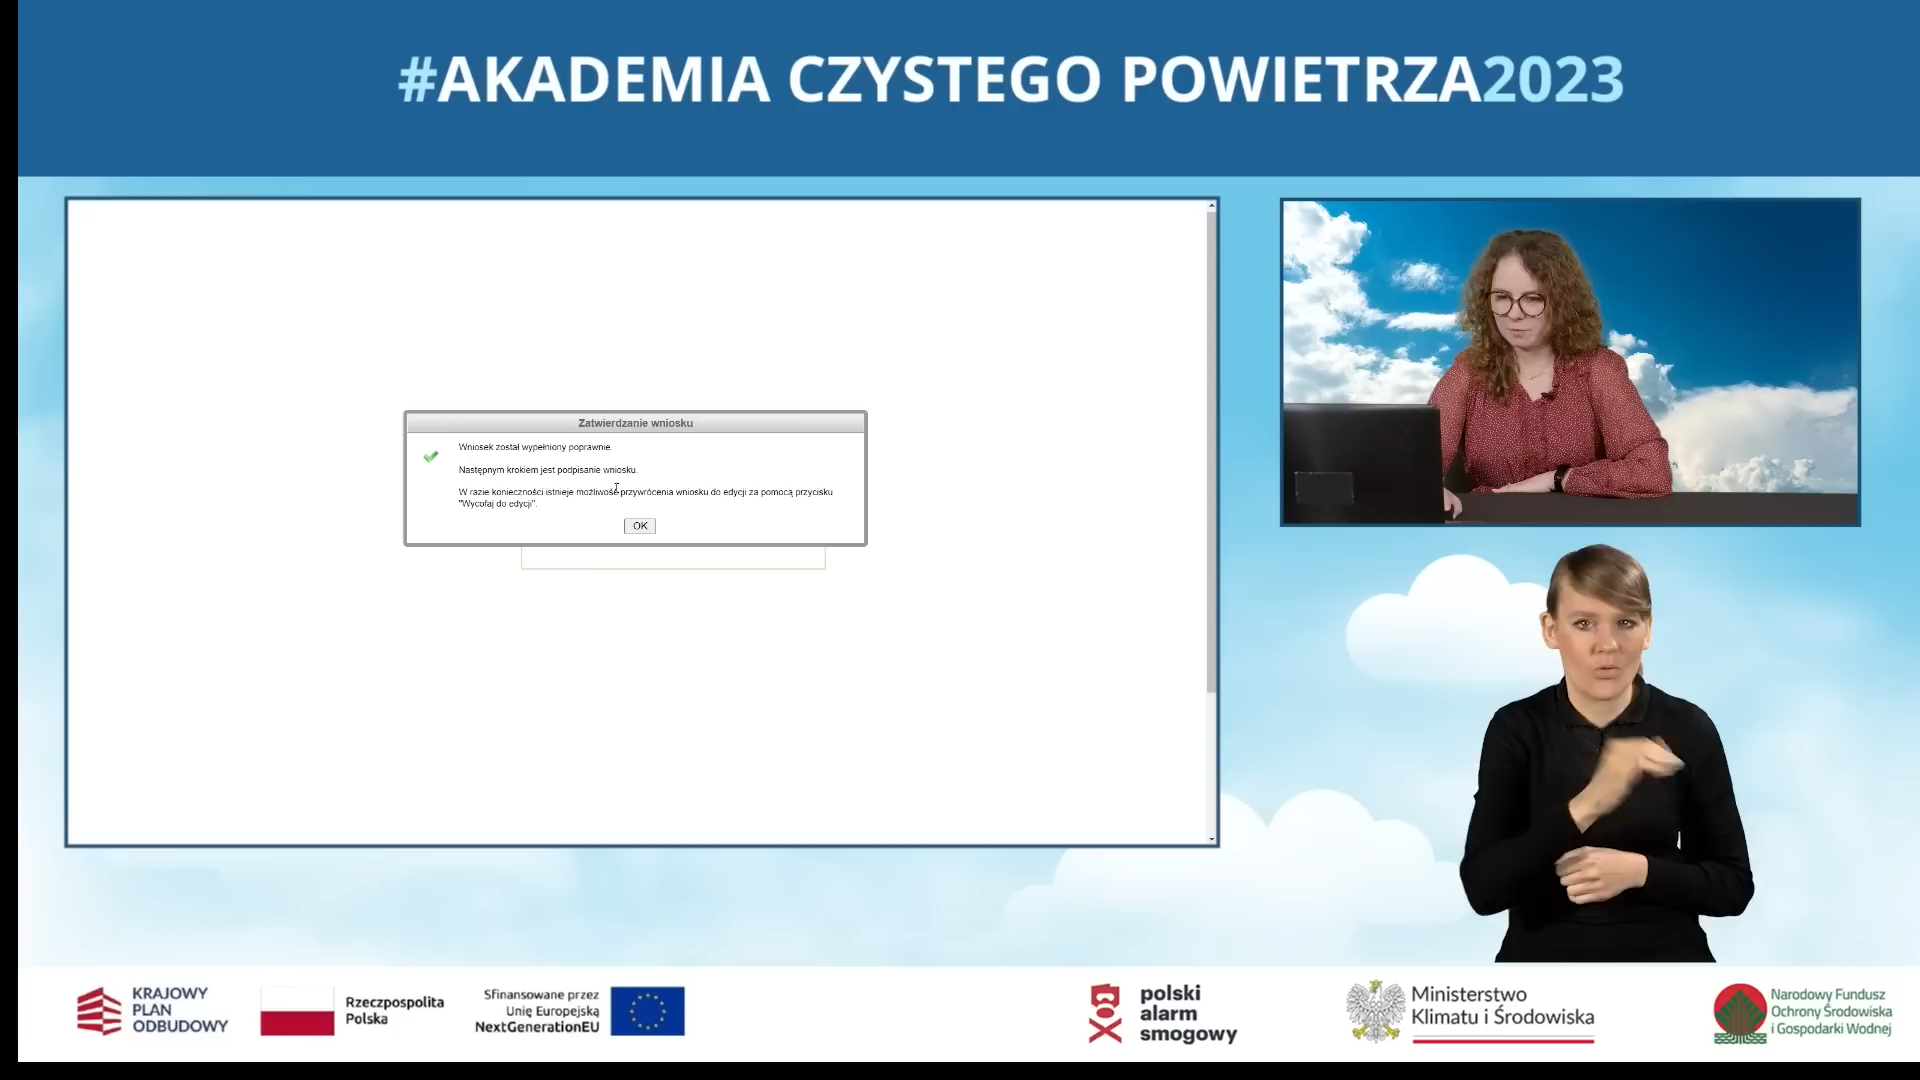 #AKADEMIA CZYSTEGO POWIETRZA2023
Zatwierdzanie wniosku
Wniosek został wypełniony poprawnie.
Następnym krokiem jest podpisanie wniosku.
W razie konieczności istnieje możliwość przywrócenia wniosku do edycji za pomocą przycisku
"Wycofaj do edycji".
OK
KRAJOWY
PLAN
ODBUDOWY
Rzeczpospolita
Polska
Sfinansowane przez
Unię Europejską
NextGenerationEU
polski
alarm
smogowy
Ministerstwo
Klimatu i Środowiska
Narodowy Fundusz
Ochrony Środowiska
i Gospodarki Wodnej